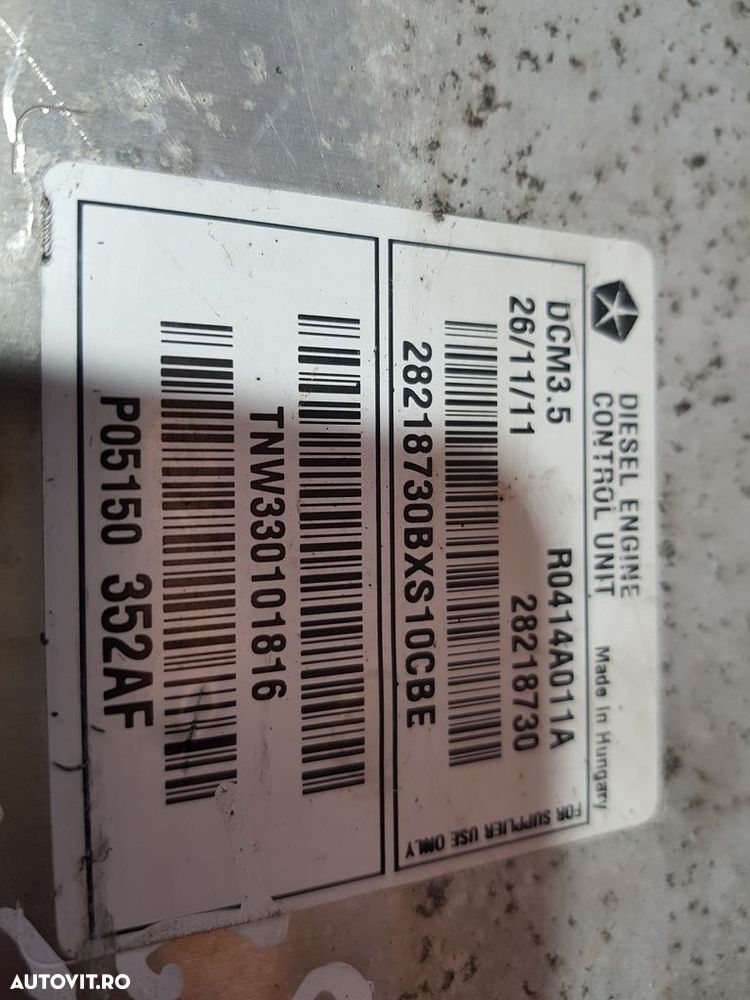 DIESEL ENGINE
CONTROL UNIT
Made In Hungary
DCM3.5 R0414A011A
26/11/11 28218730
28218730BXS10CBE
FOR SUPPLIER USE ONLY
TNW330101816
P05150 352AF
AUTOVIT.RO